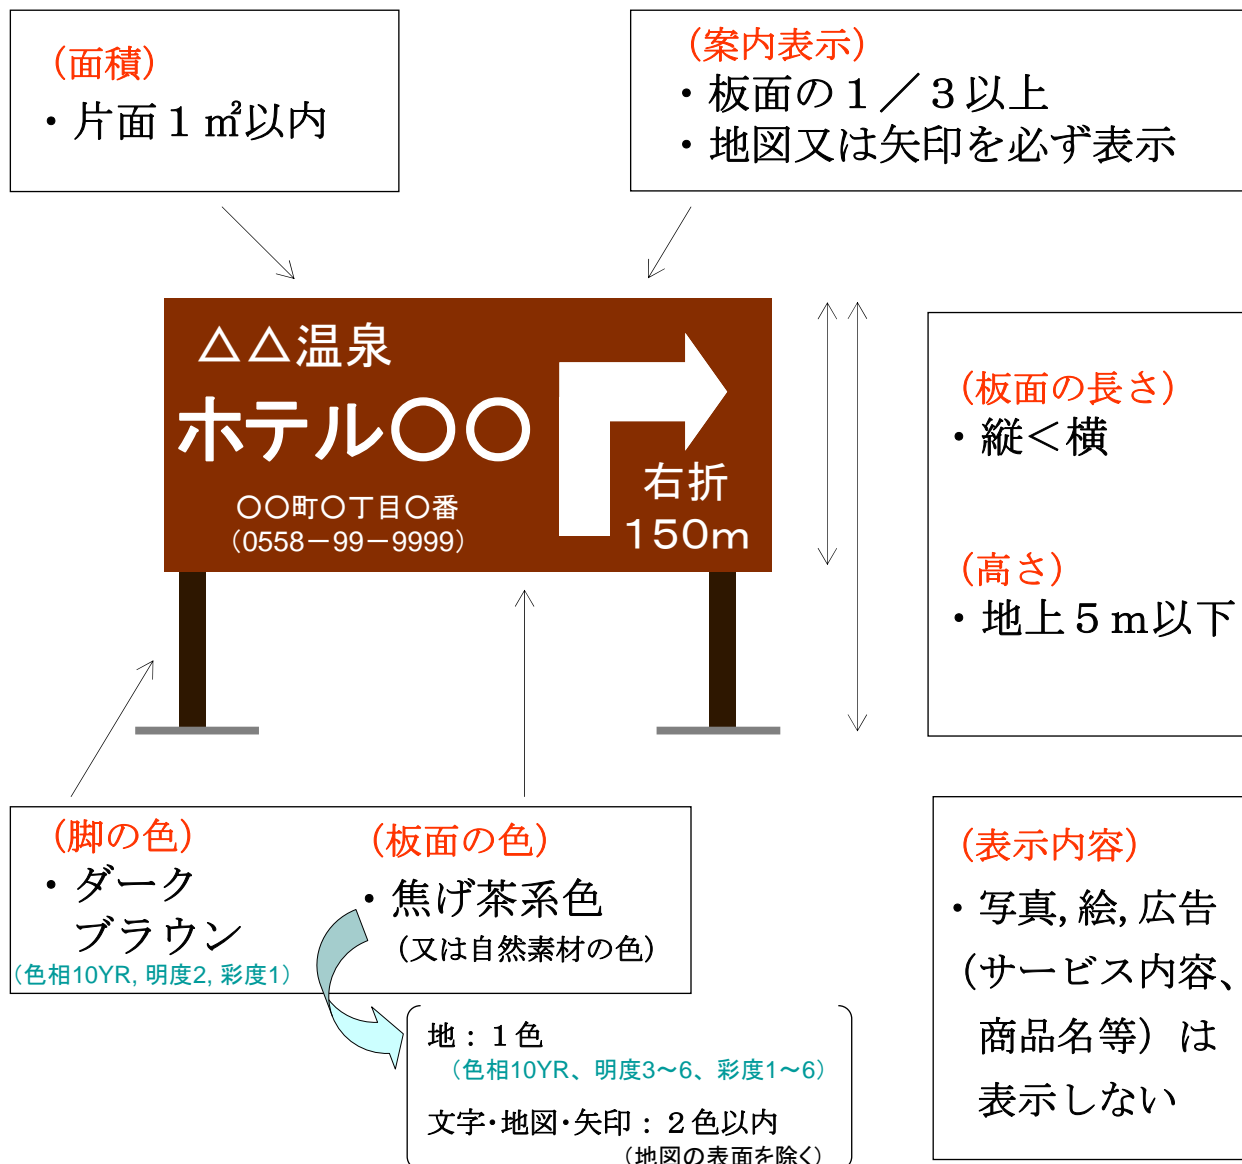 （面積）
・片面１㎡以内
（案内表示）
・板面の１／３以上
・地図又は矢印を必ず表示
△△温泉
ホテル〇〇
〇〇町〇丁目〇番
（0558－99－9999）
右折
150m
（板面の長さ）
・縦＜横
（高さ）
・地上５ｍ以下
（脚の色）
・ダーク
ブラウン
（色相10YR, 明度2, 彩度1）
（板面の色）
・焦げ茶系色
（又は自然素材の色）
地：１色
（色相10YR、明度3～6、彩度1～6）
文字・地図・矢印：２色以内
（地図の表面を除く）
（表示内容）
・写真, 絵, 広告
（サービス内容、
商品名等）は
表示しない